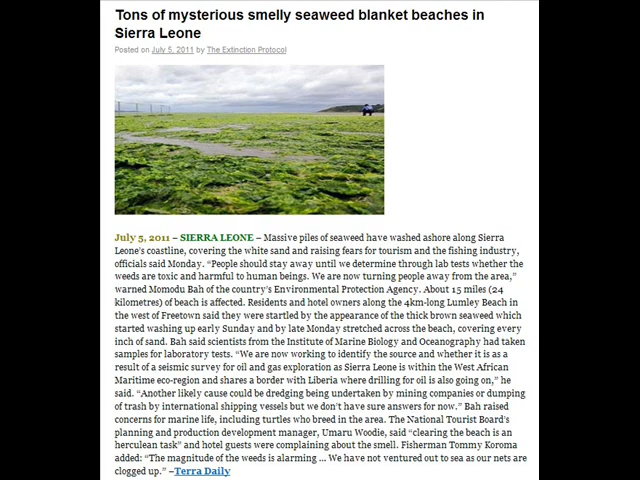 Tons of mysterious smelly seaweed blanket beaches in
Sierra Leone
Posted on July 5, 2011 by The Extinction Protocol
July 5, 2011 – SIERRA LEONE – Massive piles of seaweed have washed ashore along Sierra
Leone’s coastline, covering the white sand and raising fears for tourism and the fishing industry,
officials said Monday. “People should stay away until we determine through lab tests whether the
weeds are toxic and harmful to human beings. We are now turning people away from the area,”
warned Momodu Bah of the country’s Environmental Protection Agency. About 15 miles (24
kilometres) of beach is affected. Residents and hotel owners along the 4km-long Lumley Beach in
the west of Freetown said they were startled by the appearance of the thick brown seaweed which
started washing up early Sunday and by late Monday stretched across the beach, covering every
inch of sand. Bah said scientists from the Institute of Marine Biology and Oceanography had taken
samples for laboratory tests. “We are now working to identify the source and whether it is as a
result of a seismic survey for oil and gas exploration as Sierra Leone is within the West African
Maritime eco-region and shares a border with Liberia where drilling for oil is also going on,” he
said. “Another likely cause could be dredging being undertaken by mining companies or dumping
of trash by international shipping vessels but we don’t have sure answers for now.” Bah raised
concerns for marine life, including turtles who breed in the area. The National Tourist Board’s
planning and production development manager, Umaru Woodie, said “clearing the beach is an
herculean task” and hotel guests were complaining about the smell. Fisherman Tommy Koroma
added: “The magnitude of the weeds is alarming … We have not ventured out to sea as our nets are
clogged up.” –Terra Daily